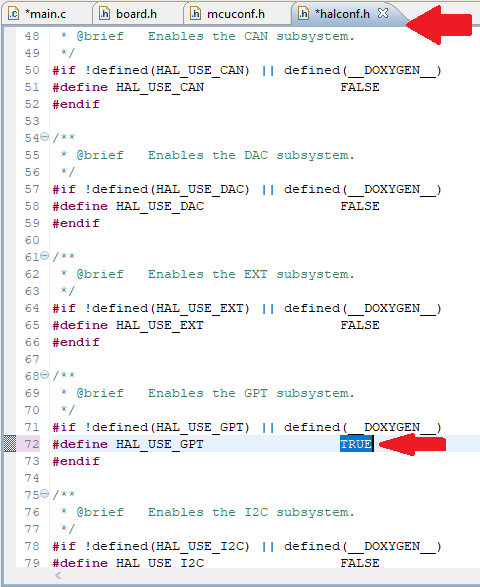 *main.c board.h mcuconf.h *halconf.h
48 * @brief Enables the CAN subsystem.
49 */
50 #if !defined(HAL_USE_CAN) || defined(__DOXYGEN__)
51 #define HAL_USE_CAN FALSE
52 #endif
53
54 /**
55 * @brief Enables the DAC subsystem.
56 */
57 #if !defined(HAL_USE_DAC) || defined(__DOXYGEN__)
58 #define HAL_USE_DAC FALSE
59 #endif
60
61 /**
62 * @brief Enables the EXT subsystem.
63 */
64 #if !defined(HAL_USE_EXT) || defined(__DOXYGEN__)
65 #define HAL_USE_EXT FALSE
66 #endif
67
68 /**
69 * @brief Enables the GPT subsystem.
70 */
71 #if !defined(HAL_USE_GPT) || defined(__DOXYGEN__)
72 #define HAL_USE_GPT TRUE
73 #endif
74
75 /**
76 * @brief Enables the I2C subsystem.
77 */
78 #if !defined(HAL_USE_I2C) || defined(__DOXYGEN__)
79 #define HAL_USE_I2C FALSE